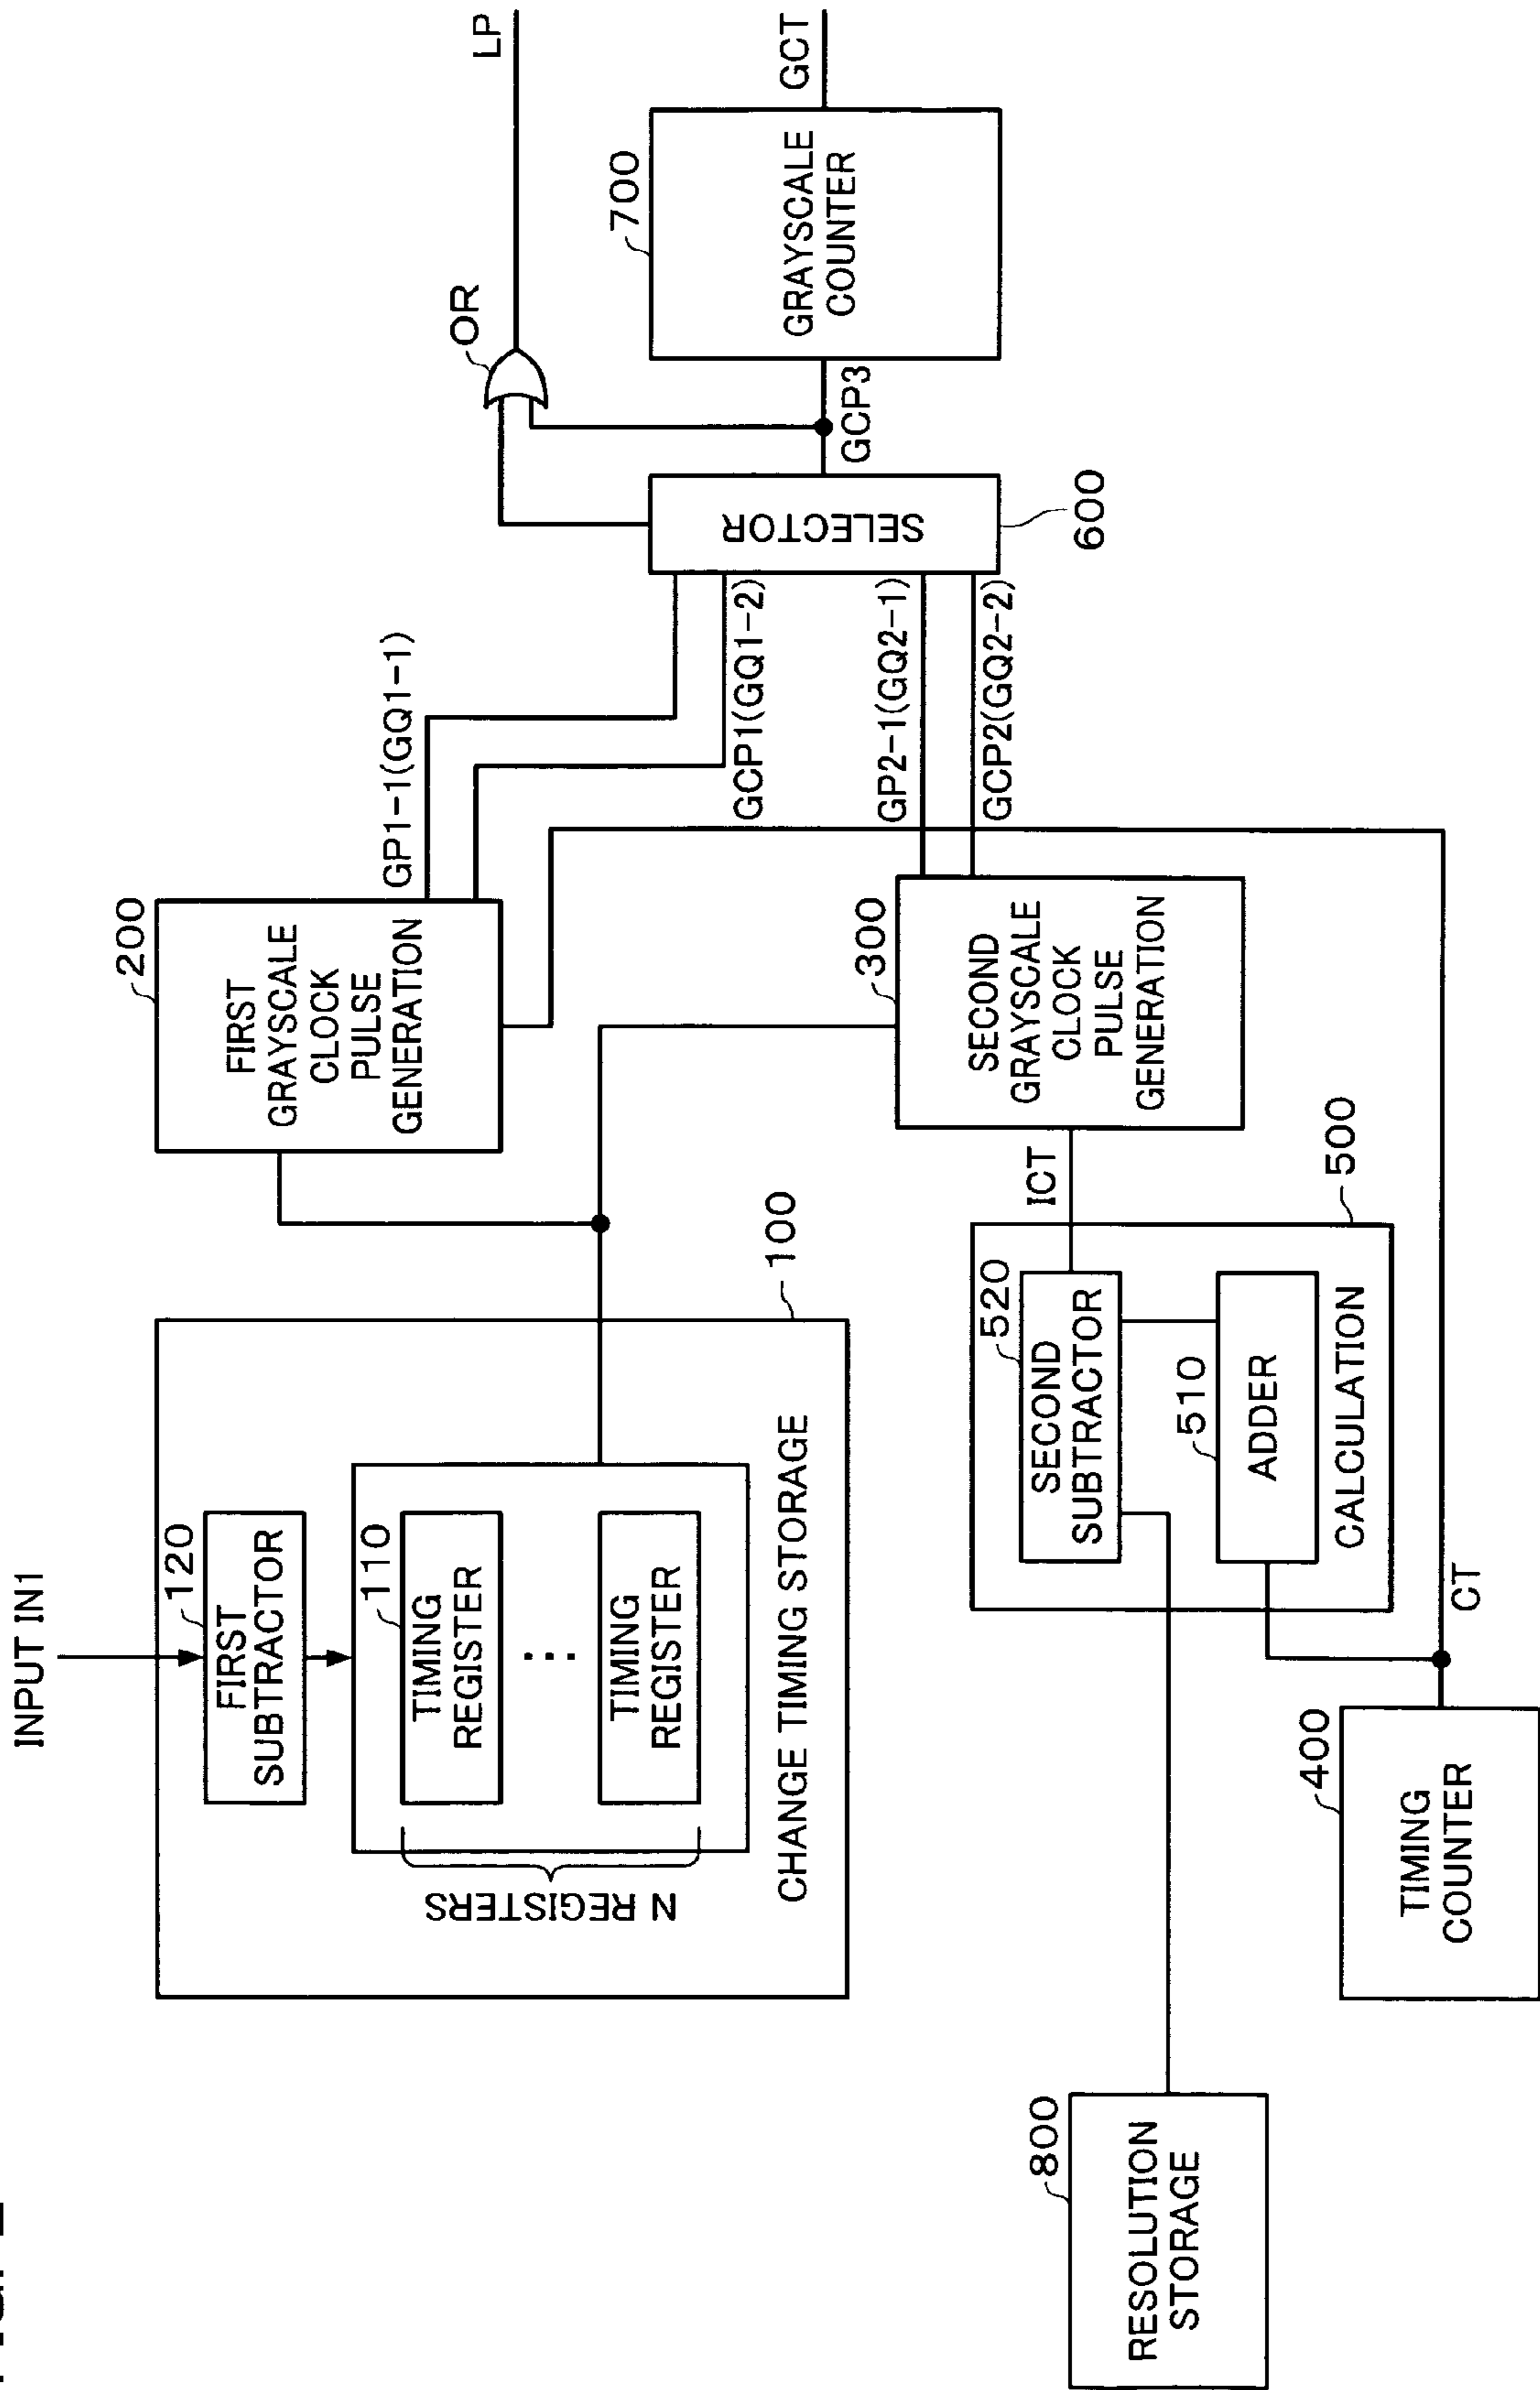 INPUT IN1
120
FIRST
SUBTRACTOR
110
TIMING
REGISTER
...
TIMING
REGISTER
N REGISTERS
CHANGE TIMING STORAGE
100
200
FIRST
GRAYSCALE
CLOCK
PULSE
GENERATION
GP1-1(GQ1-1)
GCP1(GQ1-2)
300
SECOND
GRAYSCALE
CLOCK
PULSE
GENERATION
GP2-1(GQ2-1)
GCP2(GQ2-2)
SELECTOR
600
OR
LP
GCP3
700
GRAYSCALE
COUNTER
GCT
ICT
500
520
SECOND
SUBTRACTOR
510
ADDER
CALCULATION
CT
400
TIMING
COUNTER
800
RESOLUTION
STORAGE